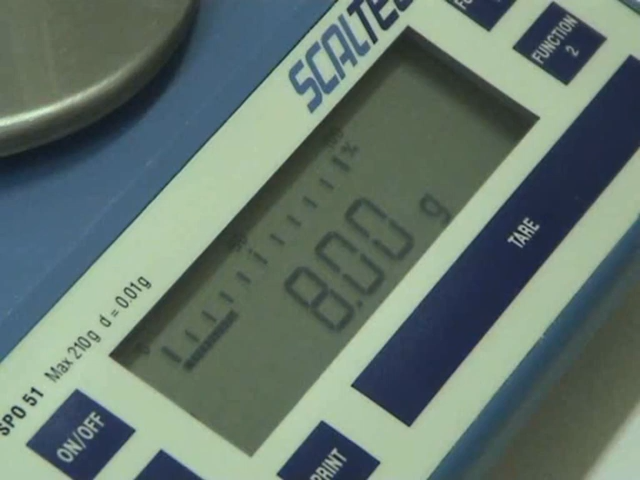 SCALTEC
FUNCTION
2
8.00 g
TARE
SPO 51 Max 210g d = 0.01g
ON/OFF
PRINT